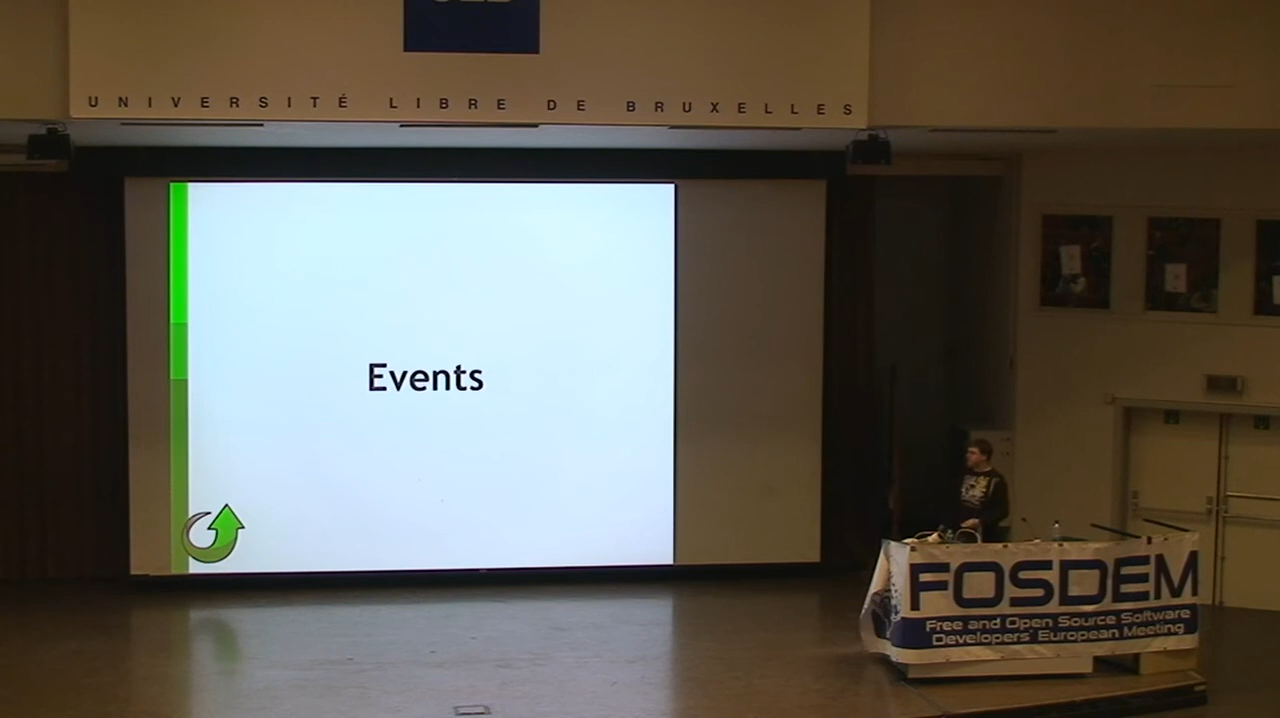 UNIVERSITÉ LIBRE DE BRUXELLES
Events
FOSDEM
Free and Open Source Software
Developers' European Meeting